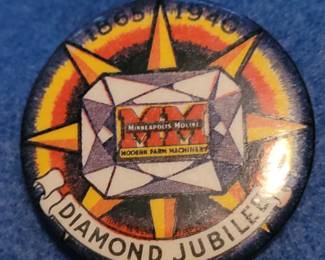 1865 1940
MM
MINNEAPOLIS-MOLINE
MODERN FARM MACHINERY
DIAMOND JUBILEE